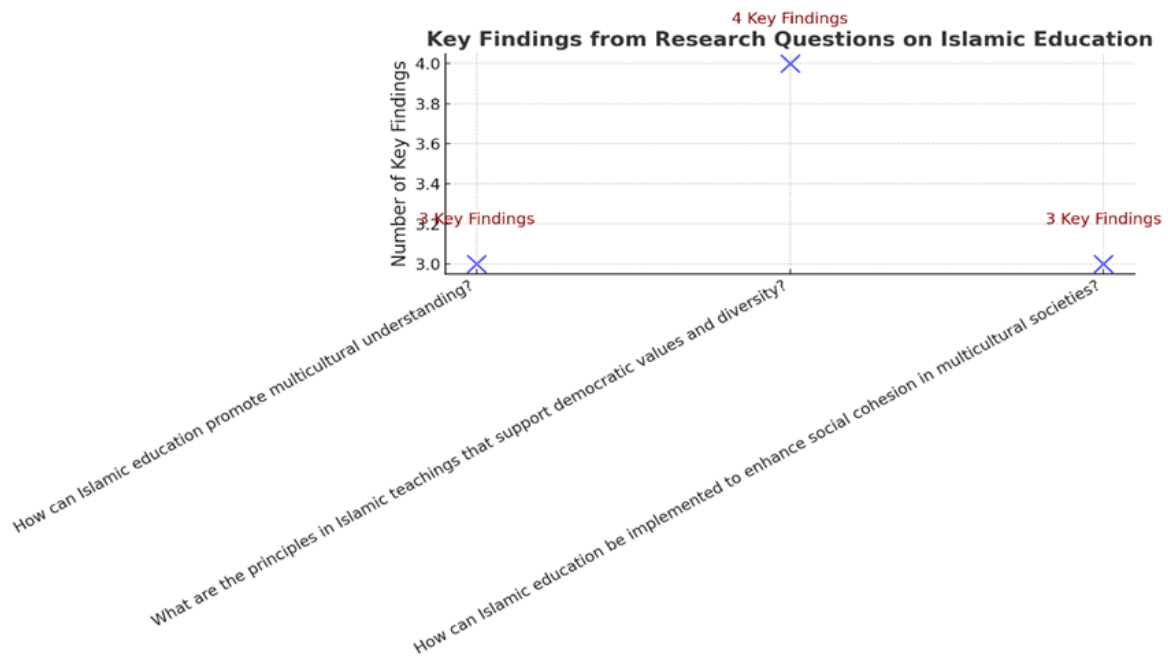 4 Key Findings
Key Findings from Research Questions on Islamic Education
Number of Key Findings
4.0
3.8
3.6
3.4
3.2
3.0
3 Key Findings
3 Key Findings
How can Islamic education promote multicultural understanding?
What are the principles in Islamic teachings that support democratic values and diversity?
How can Islamic education be implemented to enhance social cohesion in multicultural societies?